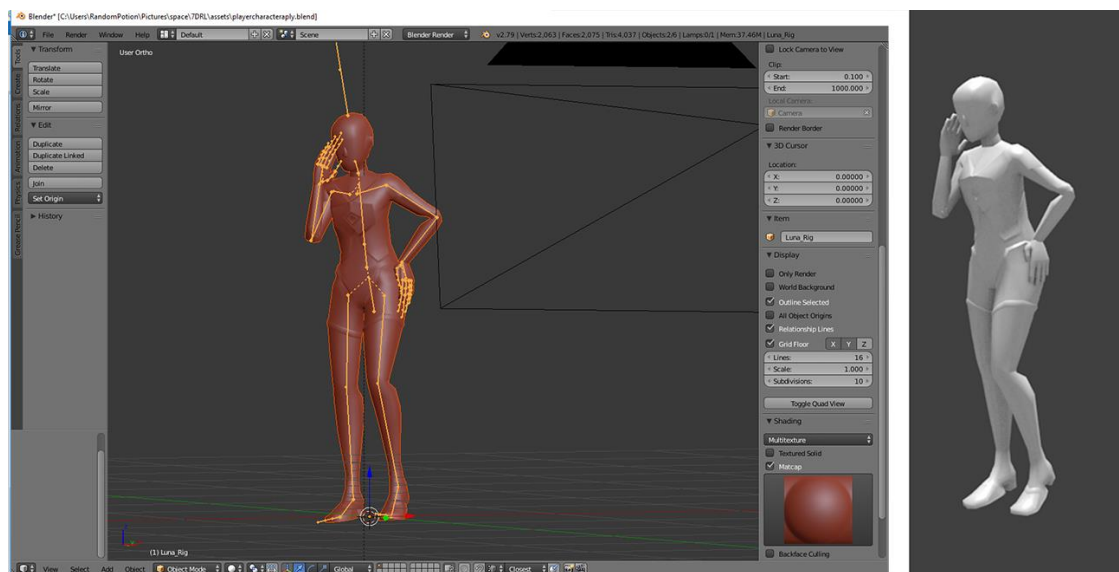 Blender* [C:\Users\RandomPotion\Pictures\space\7DRL\assets\playercharacteraply.blend]
File Render Window Help Default Scene Blender Render v2.79 | Verts:2,063 | Faces:2,075 | Tris:4,037 | Objects:2/6 | Lamps:0/1 | Mem:37.46M | Luna_Rig
Tools
Create
Relations
Animation
Physics
Grease Pencil
Transform
Translate
Rotate
Scale
Mirror
Edit
Duplicate
Duplicate Linked
Delete
Join
Set Origin
History
User Ortho
(1) Luna_Rig
Lock Camera to View
Clip:
Start: 0.100
End: 1000.000
Local Camera:
Camera
Render Border
3D Cursor
Location:
X: 0.00000
Y: 0.00000
Z: 0.00000
Item
Luna_Rig
Display
Only Render
World Background
Outline Selected
All Object Origins
Relationship Lines
Grid Floor X Y Z
Lines: 16
Scale: 1.000
Subdivisions: 10
Toggle Quad View
Shading
Multitexture
Textured Solid
Matcap
Backface Culling
View Select Add Object Object Mode Global Closest